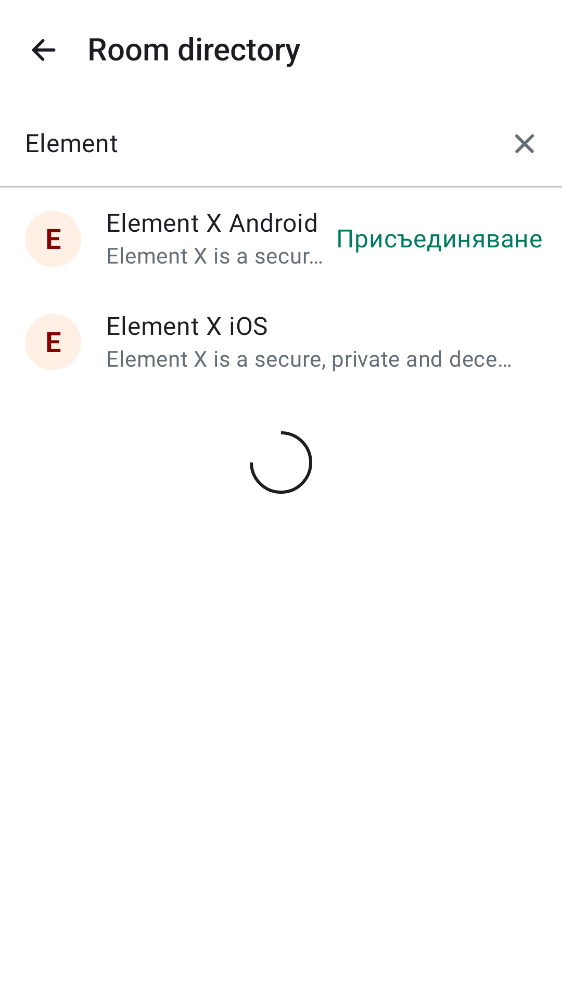 Room directory
Element
E
Element X Android
Element X is a secur...
Присъединяване
E
Element X iOS
Element X is a secure, private and dece...